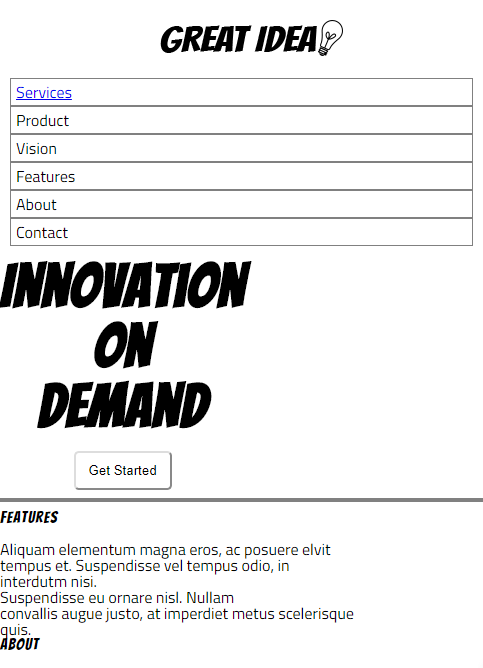 GREAT IDEA
Services
Product
Vision
Features
About
Contact
INNOVATION
ON
DEMAND
Get Started
FEATURES
Aliquam elementum magna eros, ac posuere elvit
tempus et. Suspendisse vel tempus odio, in
interdutm nisi.
Suspendisse eu ornare nisl. Nullam
convallis augue justo, at imperdiet metus scelerisque
quis.
ABOUT